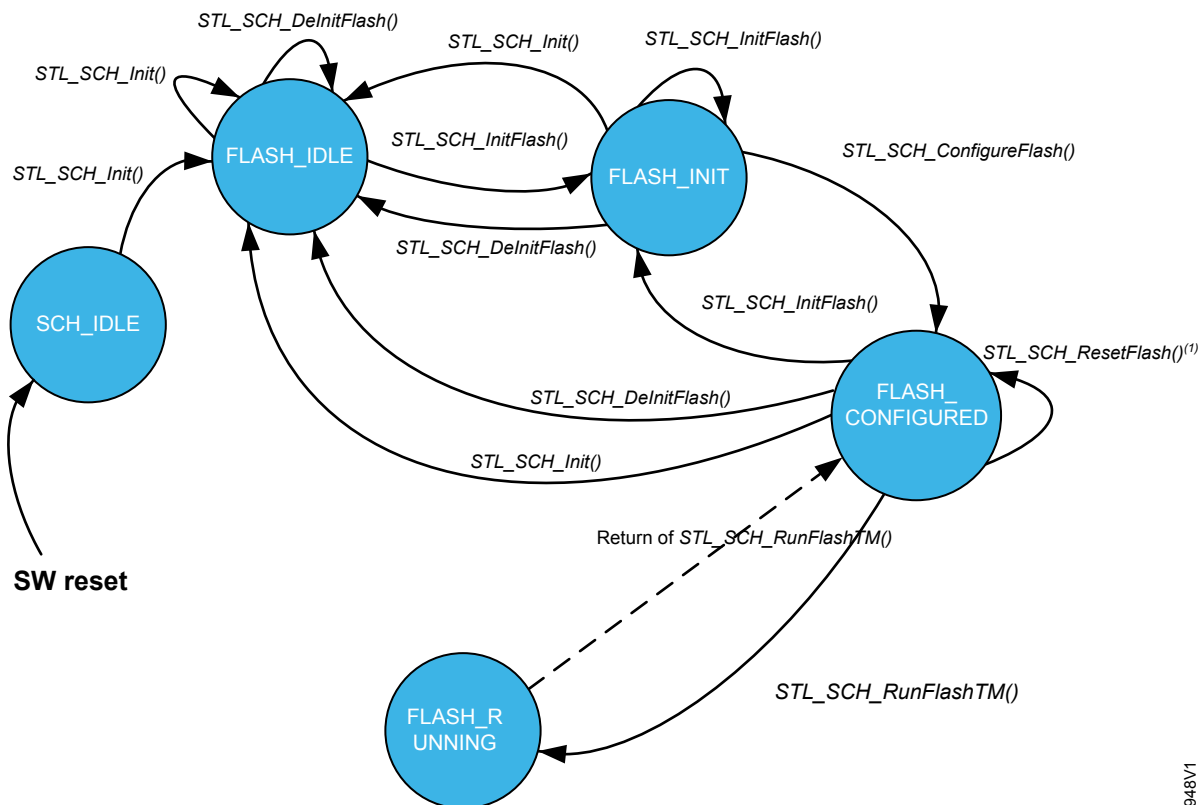 STL_SCH_DeInitFlash()
STL_SCH_Init()
STL_SCH_InitFlash()
STL_SCH_Init()
STL_SCH_InitFlash()
STL_SCH_ConfigureFlash()
FLASH_IDLE
FLASH_INIT
STL_SCH_Init()
STL_SCH_DeInitFlash()
STL_SCH_InitFlash()
SCH_IDLE
STL_SCH_ResetFlash()(1)
FLASH_
CONFIGURED
STL_SCH_DeInitFlash()
STL_SCH_Init()
Return of STL_SCH_RunFlashTM()
SW reset
STL_SCH_RunFlashTM()
FLASH_R
UNNING
948V1